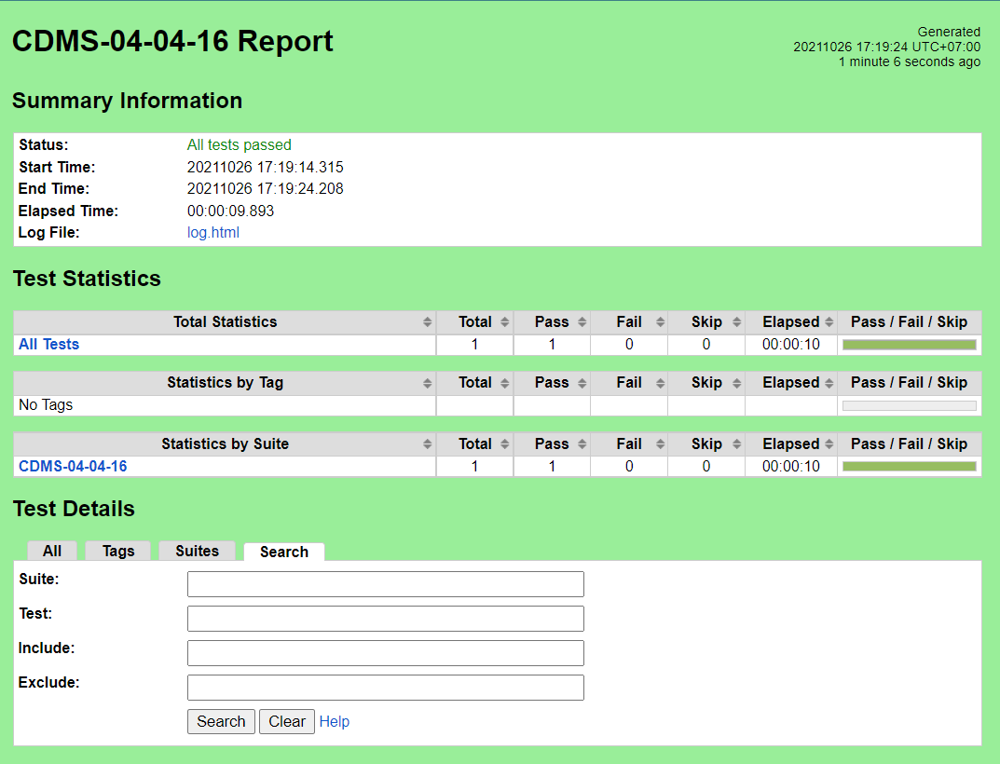 CDMS-04-04-16 Report
Generated
20211026 17:19:24 UTC+07:00
1 minute 6 seconds ago
Summary Information
Status: All tests passed
Start Time: 20211026 17:19:14.315
End Time: 20211026 17:19:24.208
Elapsed Time: 00:00:09.893
Log File: log.html
Test Statistics
Total Statistics Total Pass Fail Skip Elapsed Pass / Fail / Skip
All Tests 1 1 0 0 00:00:10
Statistics by Tag Total Pass Fail Skip Elapsed Pass / Fail / Skip
No Tags
Statistics by Suite Total Pass Fail Skip Elapsed Pass / Fail / Skip
CDMS-04-04-16 1 1 0 0 00:00:10
Test Details
All Tags Suites Search
Suite:
Test:
Include:
Exclude:
Search Clear Help